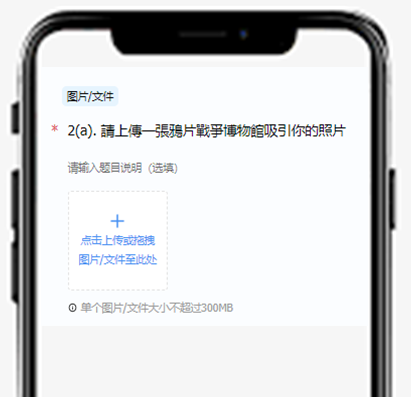 图片/文件
* 2(a). 請上傳一張鴉片戰爭博物館吸引你的照片
请输入题目说明（选填）
点击上传或拖拽
图片/文件至此处
单个图片/文件大小不超过300MB